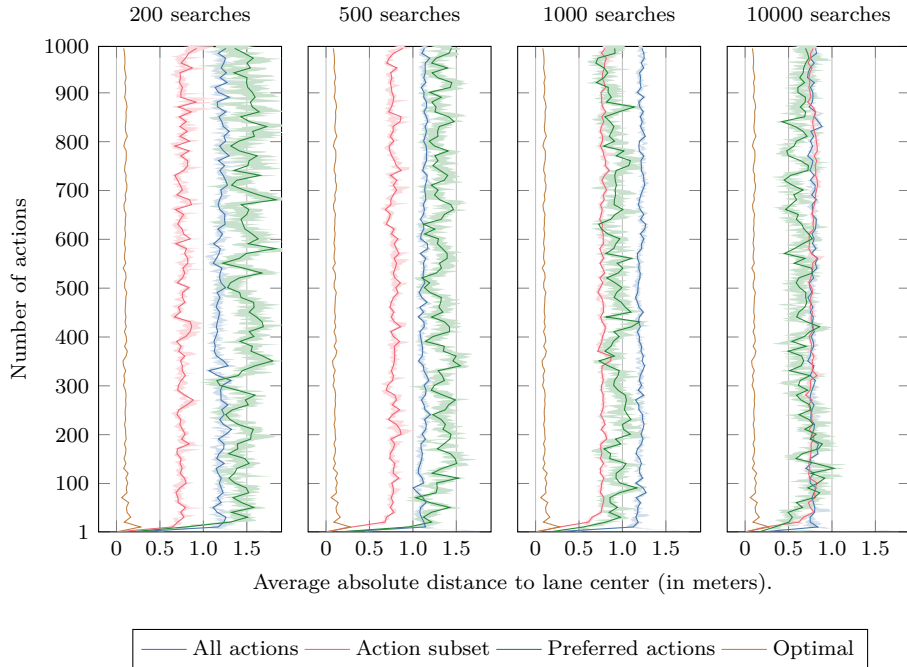 200 searches 500 searches 1000 searches 10000 searches
1000
900
800
700
600
500
400
300
200
100
1
Number of actions
0 0.5 1.0 1.5 0 0.5 1.0 1.5 0 0.5 1.0 1.5 0 0.5 1.0 1.5
Average absolute distance to lane center (in meters).
All actions Action subset Preferred actions Optimal